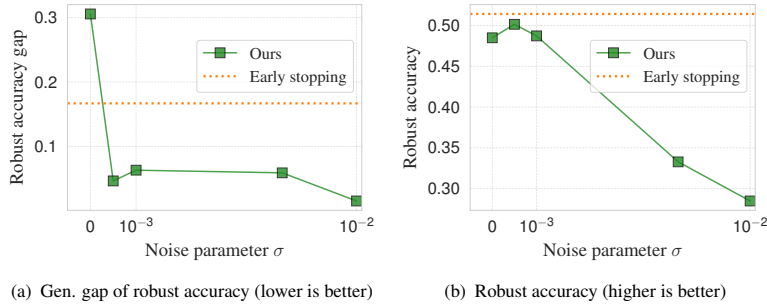 0.3
0.2
0.1
Robust accuracy gap
Ours
Early stopping
0
10⁻³
10⁻²
Noise parameter σ
(a) Gen. gap of robust accuracy (lower is better)
0.50
0.45
0.40
0.35
0.30
Robust accuracy
Ours
Early stopping
0
10⁻³
10⁻²
Noise parameter σ
(b) Robust accuracy (higher is better)